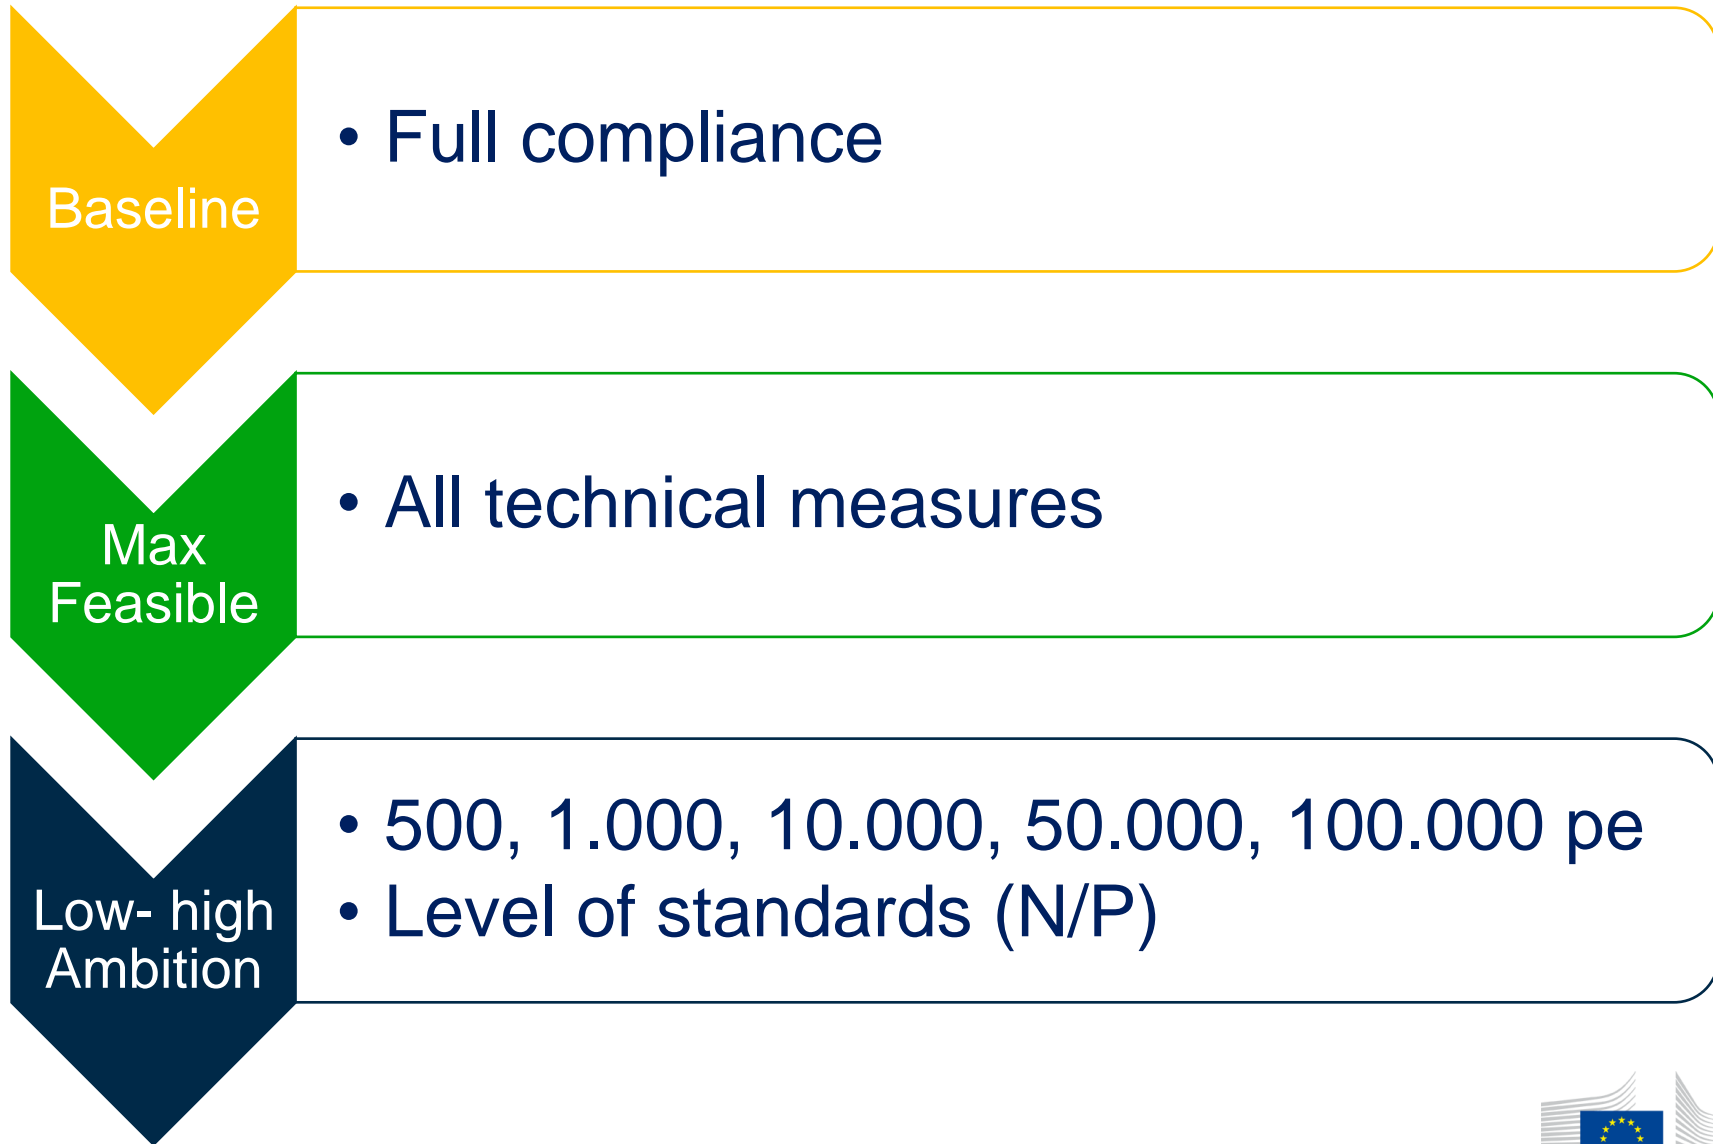 Baseline
• Full compliance
Max
Feasible
• All technical measures
Low- high
Ambition
• 500, 1.000, 10.000, 50.000, 100.000 pe
• Level of standards (N/P)